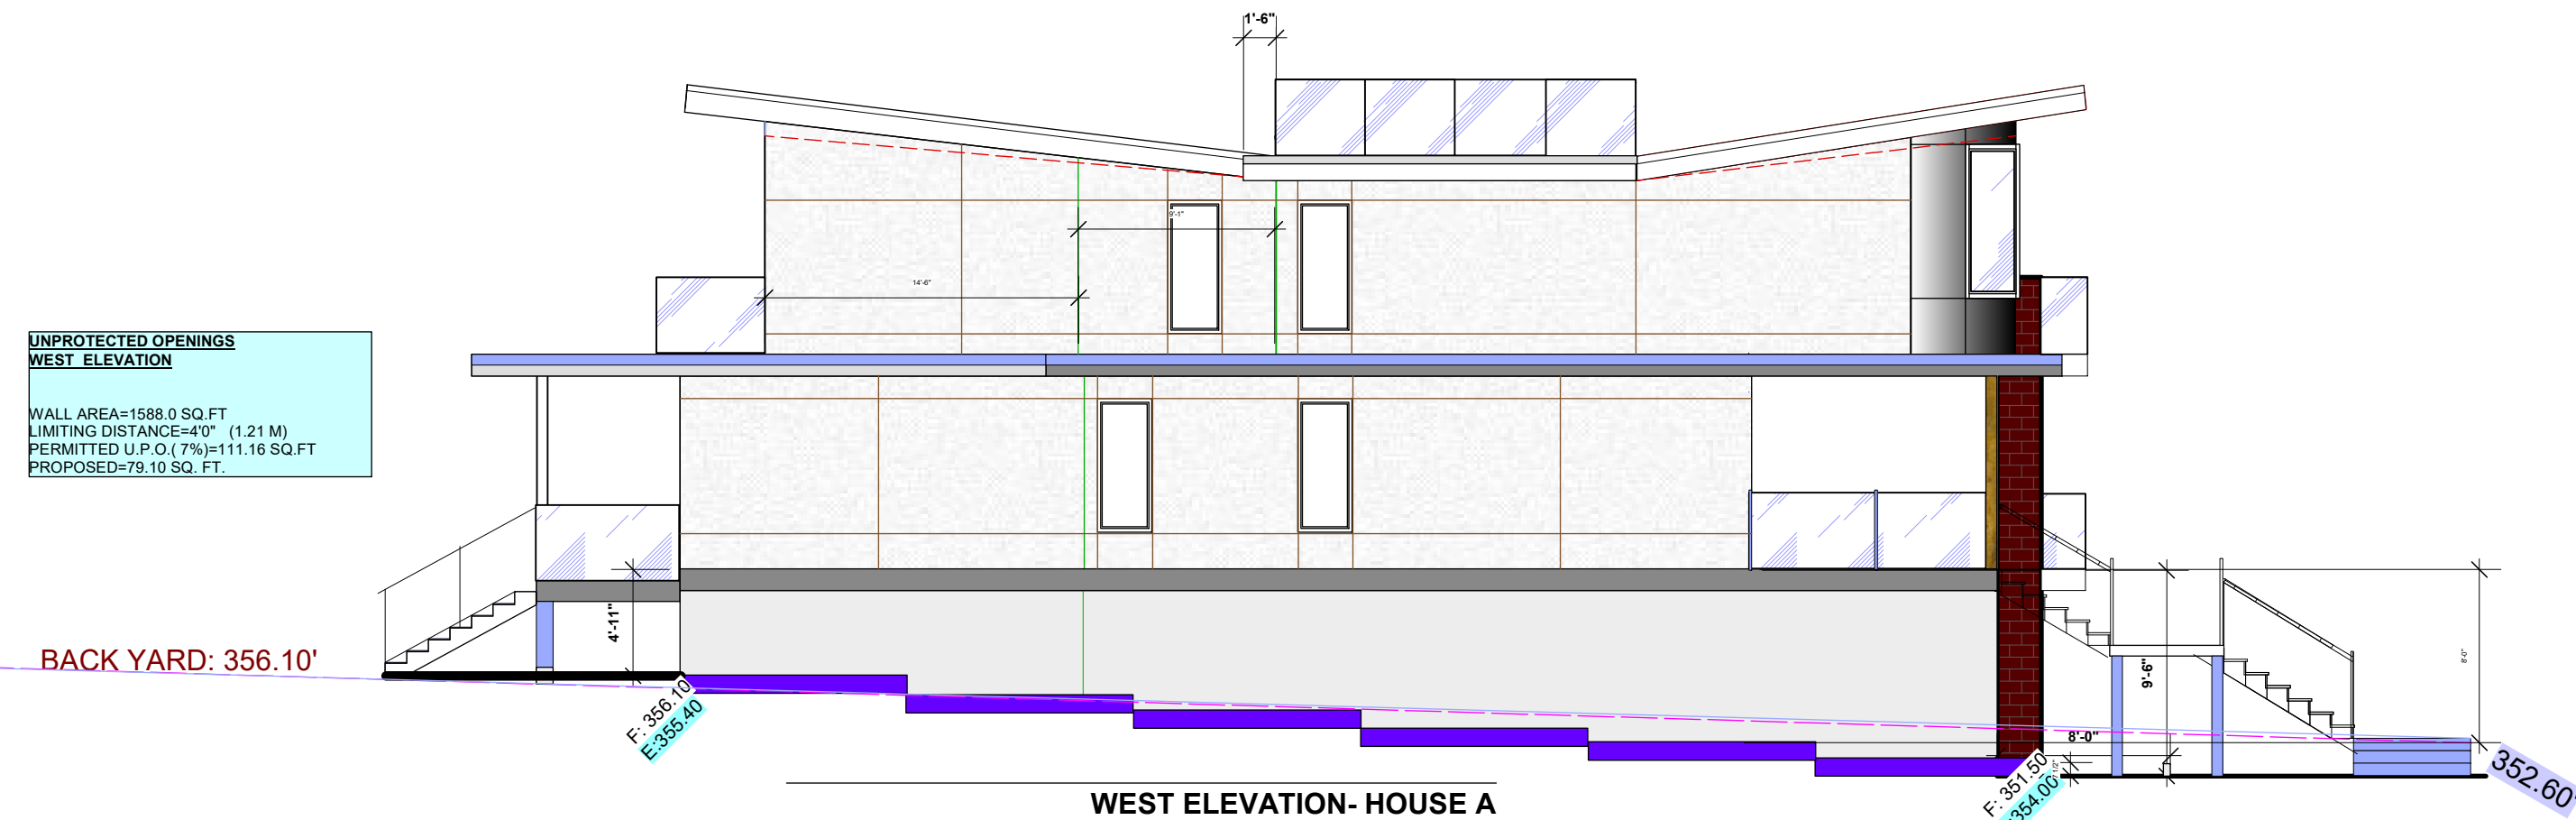 1'-6"
9'-1"
14'-6"
UNPROTECTED OPENINGS
WEST ELEVATION
WALL AREA=1588.0 SQ.FT
LIMITING DISTANCE=4'0" (1.21 M)
PERMITTED U.P.O.( 7%)=111.16 SQ.FT
PROPOSED=79.10 SQ. FT.
4'-11"
BACK YARD: 356.10'
F: 356.10
E:355.40
9'-6"
8'-0"
8'-0"
F: 351.50
354.00
352.60'
WEST ELEVATION- HOUSE A